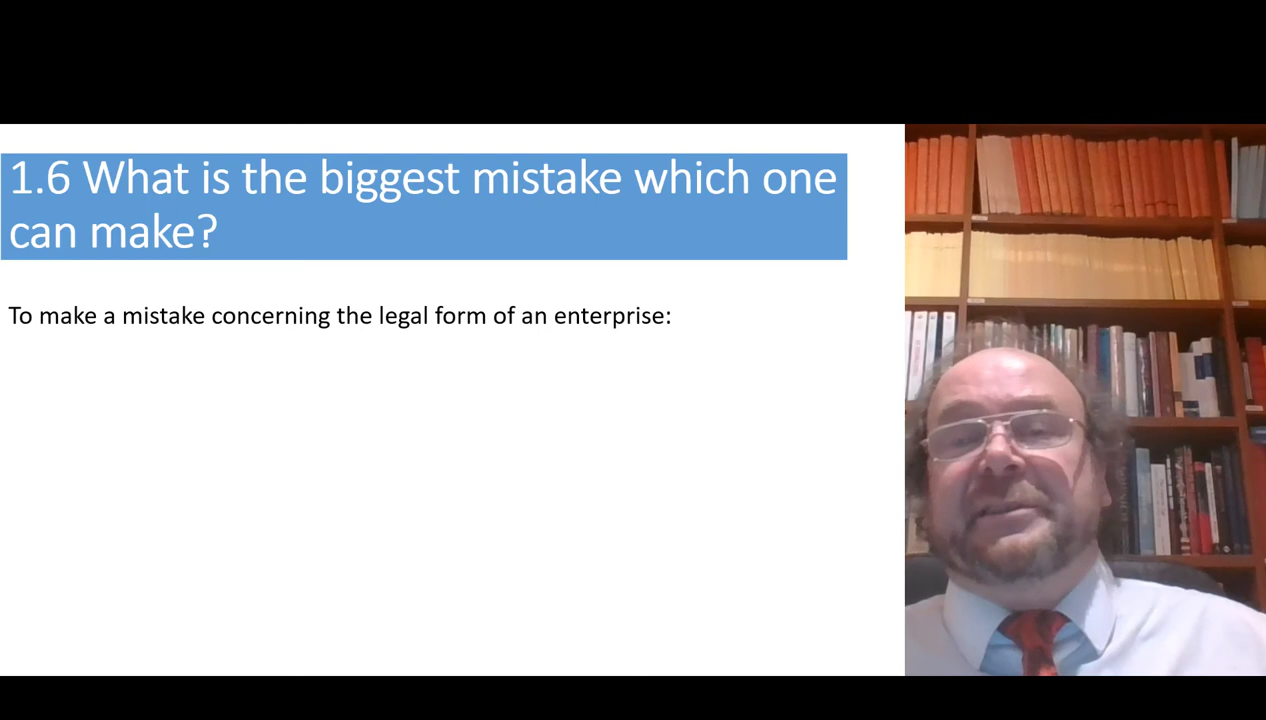 1.6 What is the biggest mistake which one
can make?
To make a mistake concerning the legal form of an enterprise: